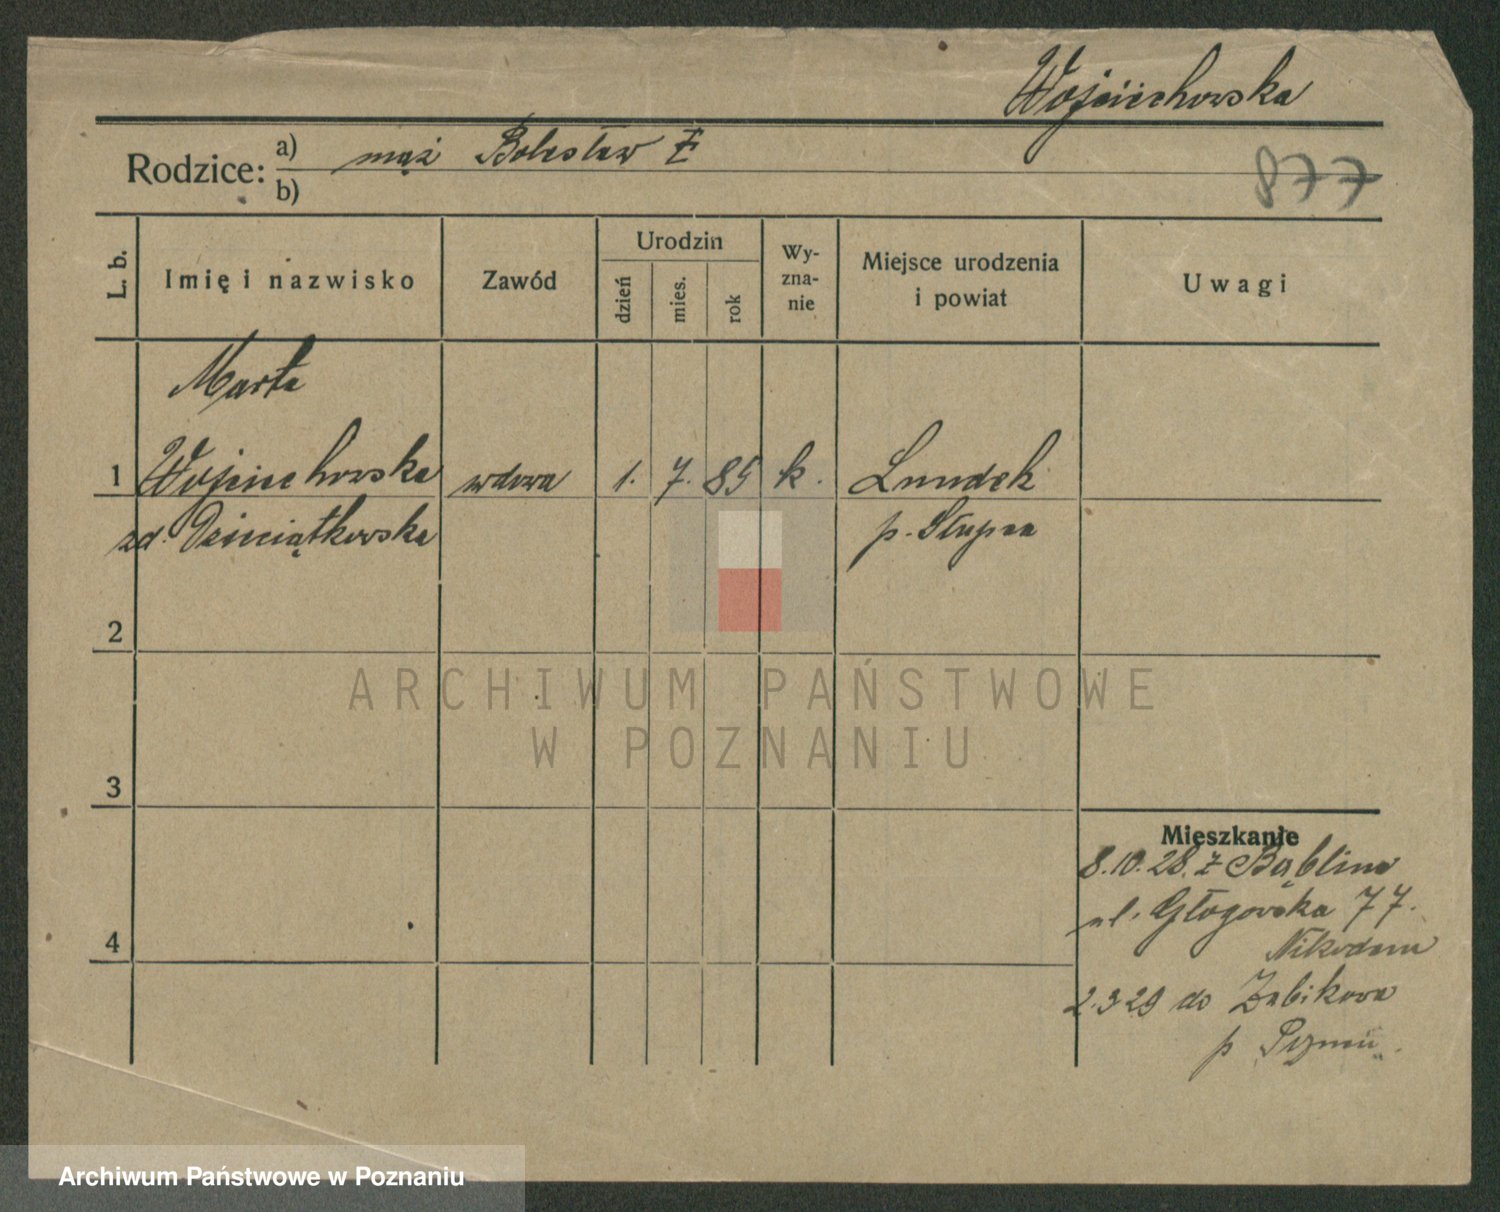 Wojciechowska
Rodzice: a) mąż Bolesław Ł
b)
877
L. b.
Imię i nazwisko
Zawód
Urodzin
dzień
mies.
rok
Wy-
zna-
nie
Miejsce urodzenia
i powiat
Uwagi
Marta
1 Wojciechowska wdowa 1. 7. 85 k. Lundek
zd. Dzieciątkowska p. Słupca
2
3
4
Mieszkanie
8.10.28. z Bąblina
ul. Głogowska 77.
Nikodem
2.3 29 do Żabikowa
p
ARCHIWUM PAŃSTWOWE
W POZNANIU
Archiwum Państwowe w Poznaniu